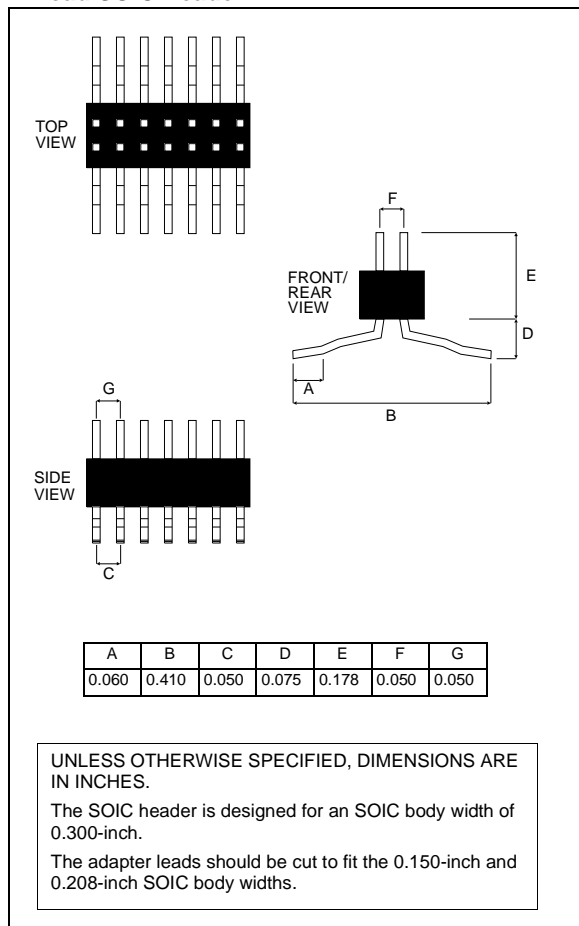 TOP
VIEW
F
E
FRONT/
REAR
VIEW
D
A
B
G
SIDE
VIEW
C
A B C D E F G
0.060 0.410 0.050 0.075 0.178 0.050 0.050
UNLESS OTHERWISE SPECIFIED, DIMENSIONS ARE
IN INCHES.
The SOIC header is designed for an SOIC body width of
0.300-inch.
The adapter leads should be cut to fit the 0.150-inch and
0.208-inch SOIC body widths.